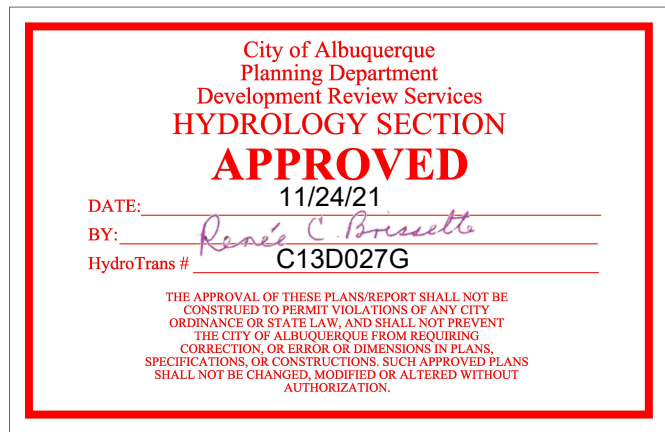 City of Albuquerque
Planning Department
Development Review Services
HYDROLOGY SECTION
APPROVED
DATE: 11/24/21
BY: Renée C. Brissette
HydroTrans # C13D027G
THE APPROVAL OF THESE PLANS/REPORT SHALL NOT BE
CONSTRUED TO PERMIT VIOLATIONS OF ANY CITY
ORDINANCE OR STATE LAW, AND SHALL NOT PREVENT
THE CITY OF ALBUQUERQUE FROM REQUIRING
CORRECTION, OR ERROR OR DIMENSIONS IN PLANS,
SPECIFICATIONS, OR CONSTRUCTIONS. SUCH APPROVED PLANS
SHALL NOT BE CHANGED, MODIFIED OR ALTERED WITHOUT
AUTHORIZATION.